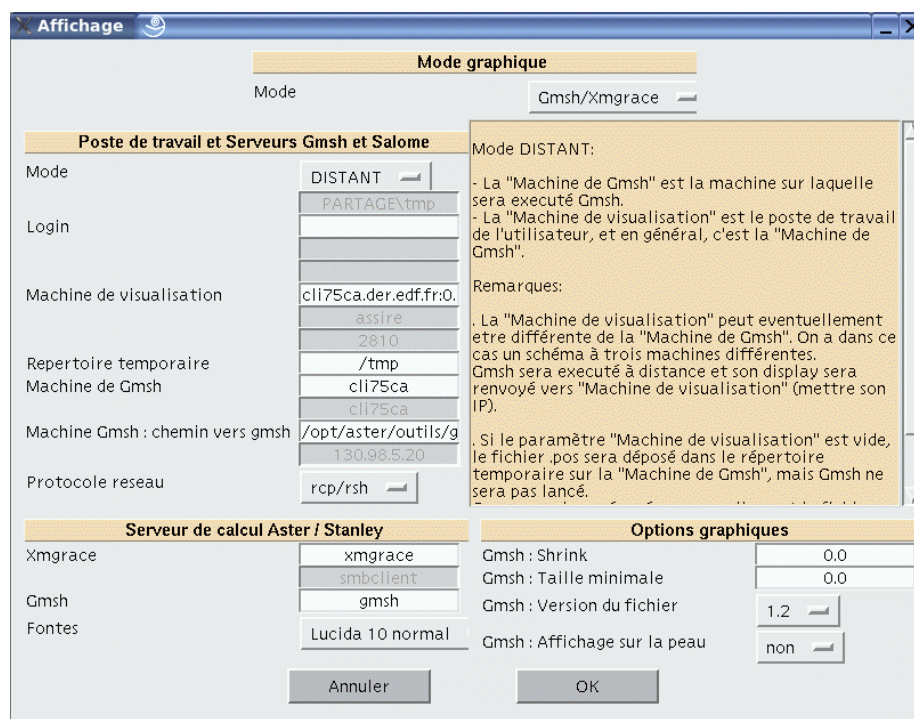 Affichage
Mode graphique
Mode
Gmsh/Xmgrace
Poste de travail et Serveurs Gmsh et Salome
Mode
DISTANT
PARTAGE\tmp
Login
Machine de visualisation
cli75ca.der.edf.fr:0.
assire
2810
Repertoire temporaire
/tmp
Machine de Gmsh
cli75ca
cli75ca
Machine Gmsh : chemin vers gmsh
/opt/aster/outils/g
130.98.5.20
Protocole reseau
rcp/rsh
Mode DISTANT:
- La "Machine de Gmsh" est la machine sur laquelle
sera executé Gmsh.
- La "Machine de visualisation" est le poste de travail
de l'utilisateur, et en général, c'est la "Machine de
Gmsh".
Remarques:
. La "Machine de visualisation" peut eventuellement
etre différente de la "Machine de Gmsh". On a dans ce
cas un schéma à trois machines différentes.
Gmsh sera executé à distance et son display sera
renvoyé vers "Machine de visualisation" (mettre son
IP).
. Si le paramètre "Machine de visualisation" est vide,
le fichier .pos sera déposé dans le répertoire
temporaire sur la "Machine de Gmsh", mais Gmsh ne
sera pas lancé.
Serveur de calcul Aster / Stanley
Xmgrace
xmgrace
smbclient
Gmsh
gmsh
Fontes
Lucida 10 normal
Options graphiques
Gmsh : Shrink
0.0
Gmsh : Taille minimale
0.0
Gmsh : Version du fichier
1.2
Gmsh : Affichage sur la peau
non
Annuler
OK